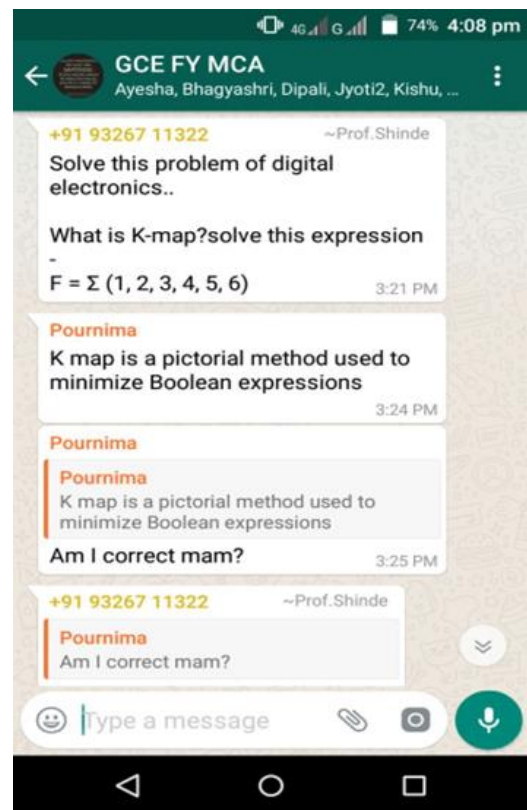 4G G 74% 4:08 pm
GCE FY MCA
Ayesha, Bhagyashri, Dipali, Jyoti2, Kishu, ...
+91 93267 11322 ~Prof.Shinde
Solve this problem of digital
electronics..
What is K-map?solve this expression
-
F = Σ (1, 2, 3, 4, 5, 6) 3:21 PM
Pournima
K map is a pictorial method used to
minimize Boolean expressions
3:24 PM
Pournima
Pournima
K map is a pictorial method used to
minimize Boolean expressions
Am I correct mam? 3:25 PM
+91 93267 11322 ~Prof.Shinde
Pournima
Am I correct mam?
Type a message